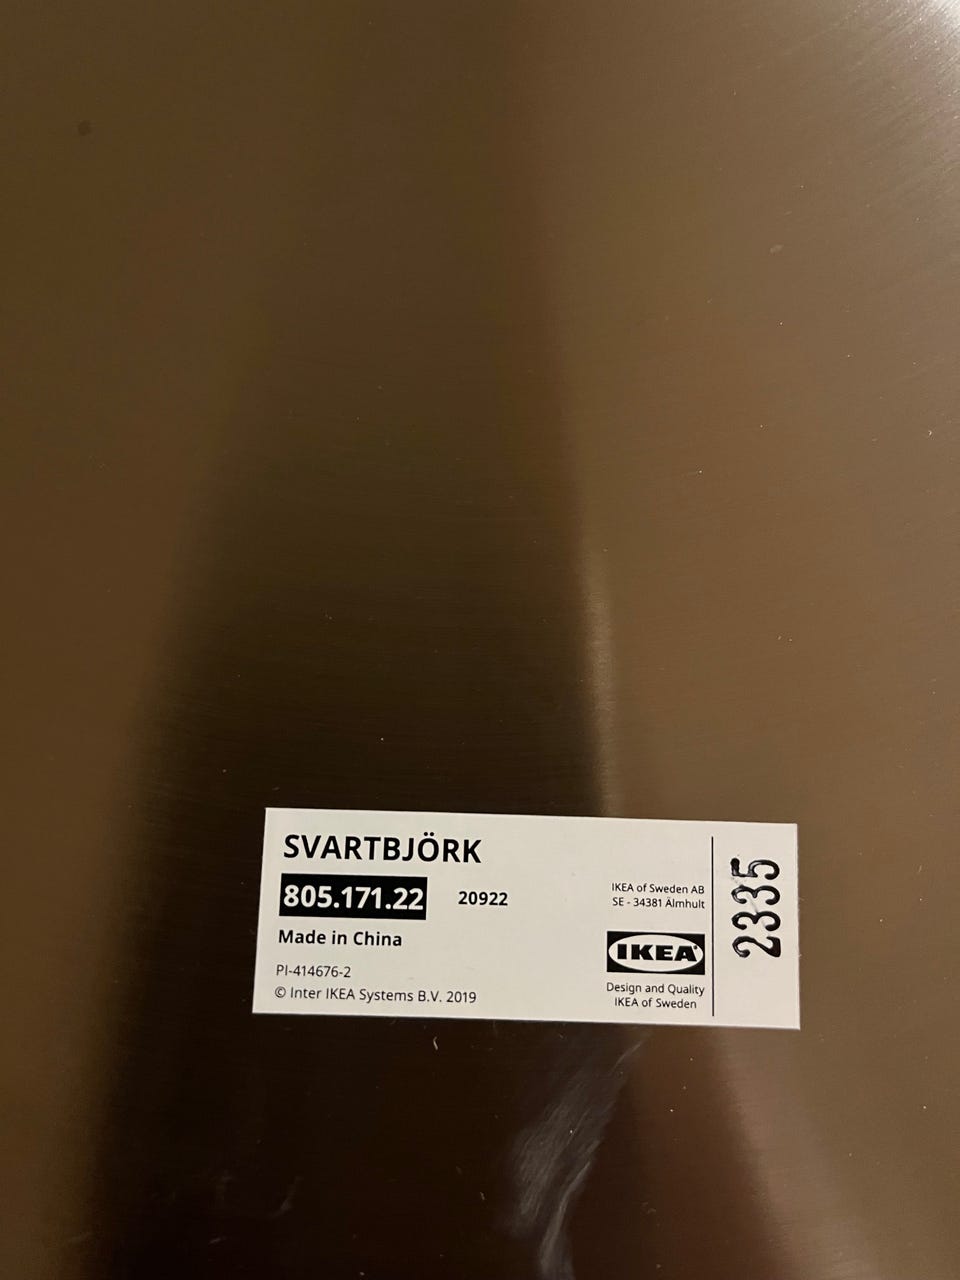 SVARTBJÖRK
805.171.22 20922
Made in China
PI-414676-2
© Inter IKEA Systems B.V. 2019
IKEA of Sweden AB
SE - 34381 Älmhult
IKEA®
Design and Quality
IKEA of Sweden
2335